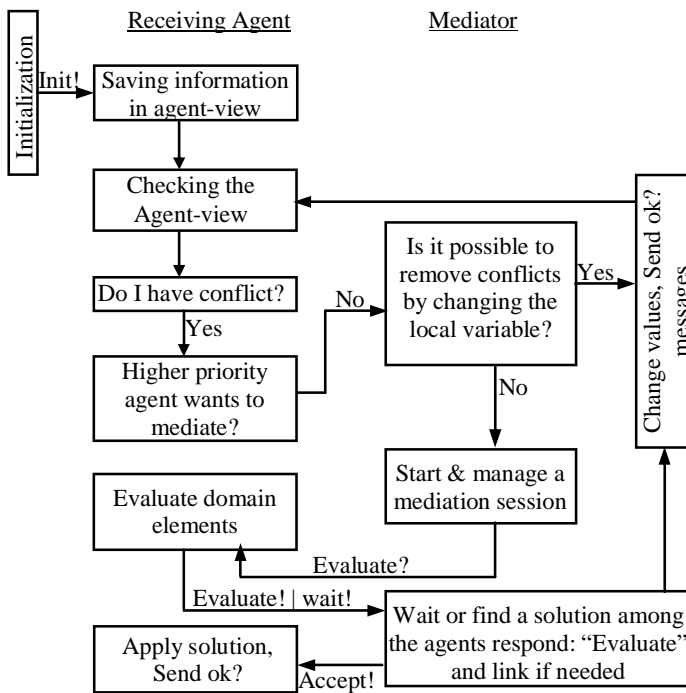 Receiving Agent
Mediator
Initialization
Init!
Saving information
in agent-view
Checking the
Agent-view
Do I have conflict?
Yes
Higher priority
agent wants to
mediate?
No
Is it possible to
remove conflicts
by changing the
local variable?
Yes
Change values, Send ok?
messages
No
Start & manage a
mediation session
Evaluate domain
elements
Evaluate?
Evaluate! | wait!
Wait or find a solution among
the agents respond: “Evaluate”
and link if needed
Accept!
Apply solution,
Send ok?